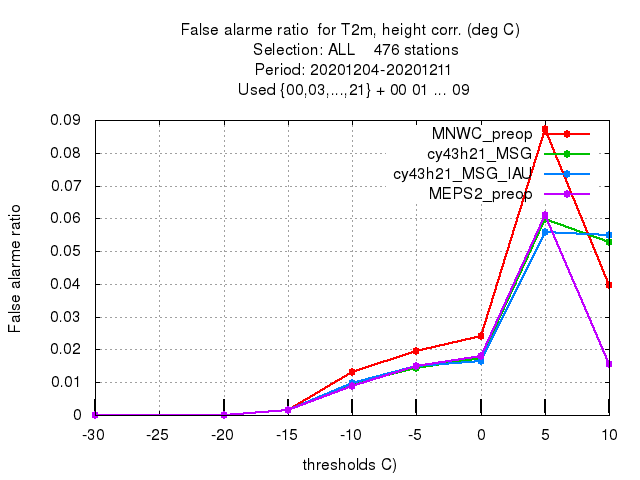 False alarme ratio  for T2m, height corr. (deg C)
Selection: ALL    476 stations
Period: 20201204-20201211
Used {00,03,...,21} + 00 01 ... 09
MNWC_preop
cy43h21_MSG
cy43h21_MSG_IAU
MEPS2_preop
False alarme ratio
0.09
0.08
0.07
0.06
0.05
0.04
0.03
0.02
0.01
0
-30 -25 -20 -15 -10 -5 0 5 10
thresholds C)